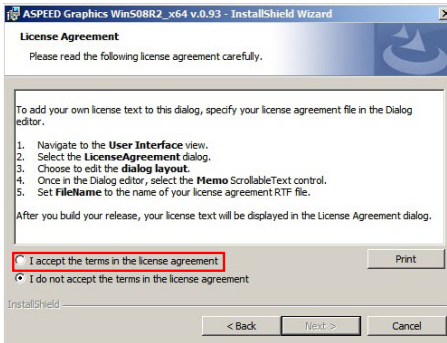 ASPEED Graphics WinS08R2_x64 v.0.93 - InstallShield Wizard
License Agreement
Please read the following license agreement carefully.
To add your own license text to this dialog, specify your license agreement file in the Dialog
editor.
1. Navigate to the User Interface view.
2. Select the LicenseAgreement dialog.
3. Choose to edit the dialog layout.
4. Once in the Dialog editor, select the Memo ScrollableText control.
5. Set FileName to the name of your license agreement RTF file.
After you build your release, your license text will be displayed in the License Agreement dialog.
I accept the terms in the license agreement
Print
I do not accept the terms in the license agreement
InstallShield
< Back
Next >
Cancel